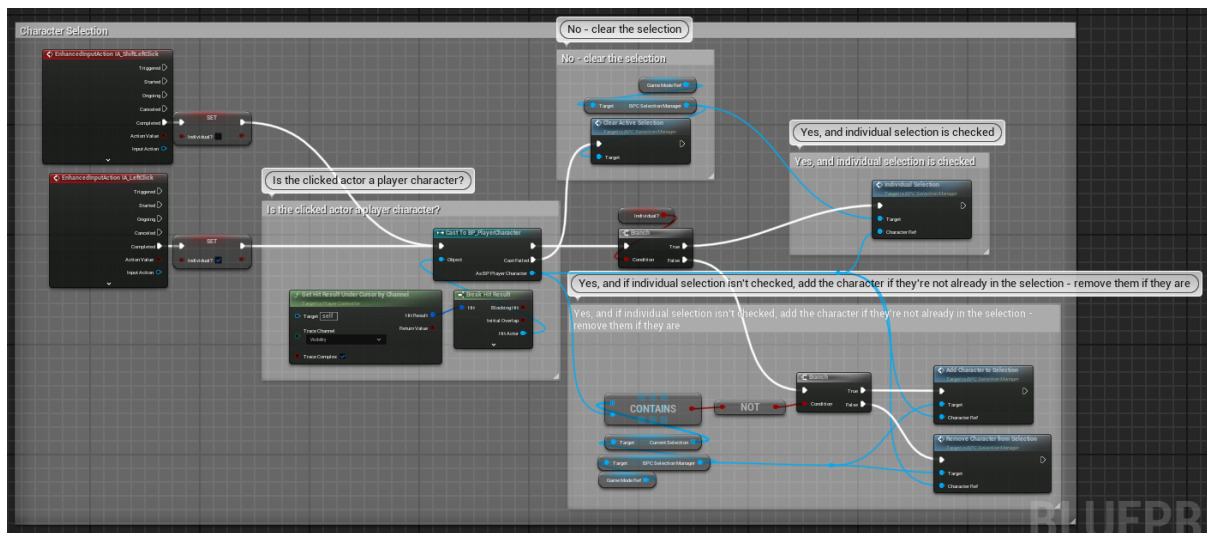 Character Selection
No - clear the selection
No - clear the selection
EnhancedInputAction IA_ShiftLeftClick
Triggered
Started
Ongoing
Canceled
Completed
Action Value
Input Action
SET
Individual?
Game Mode Ref
Target BPC Selection Manager
Clear Active Selection
Target is BPC Selection Manager
Target
Yes, and individual selection is checked
Yes, and individual selection is checked
Individual Selection
Target is BPC Selection Manager
Target
Character Ref
EnhancedInputAction IA_LeftClick
Triggered
Started
Ongoing
Canceled
Completed
Action Value
Input Action
SET
Individual?
Is the clicked actor a player character?
Is the clicked actor a player character?
Cast To BP_PlayerCharacter
Object
Cast Failed
As BP Player Character
Get Hit Result Under Cursor by Channel
Target is Player Controller
Target self
Hit Result
Trace Channel
Return Value
Visibility
Trace Complex
Break Hit Result
Hit
Blocking Hit
Initial Overlap
Hit Actor
Individual?
Branch
True
Condition False
Yes, and if individual selection isn't checked, add the character if they're not already in the selection - remove them if they are
Yes, and if individual selection isn't checked, add the character if they're not already in the selection -
remove them if they are
CONTAINS
NOT
Target Current Selection
Target BPC Selection Manager
Game Mode Ref
Branch
True
Condition False
Add Character to Selection
Target is BPC Selection Manager
Target
Character Ref
Remove Character from Selection
Target is BPC Selection Manager
Target
Character Ref
BLUEPR